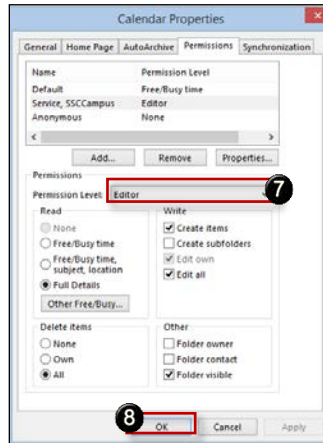 Calendar Properties
General Home Page AutoArchive Permissions Synchronization
Name Permission Level
Default Free/Busy time
Service, SSCCampus Editor
Anonymous None
Add... Remove Properties...
Permissions
Permission Level: Editor 7
Read Write
None Create items
Free/Busy time Create subfolders
Free/Busy time, subject, location Edit own
Full Details Edit all
Other Free/Busy...
Delete items Other
None Folder owner
Own Folder contact
All Folder visible
8 OK Cancel Apply